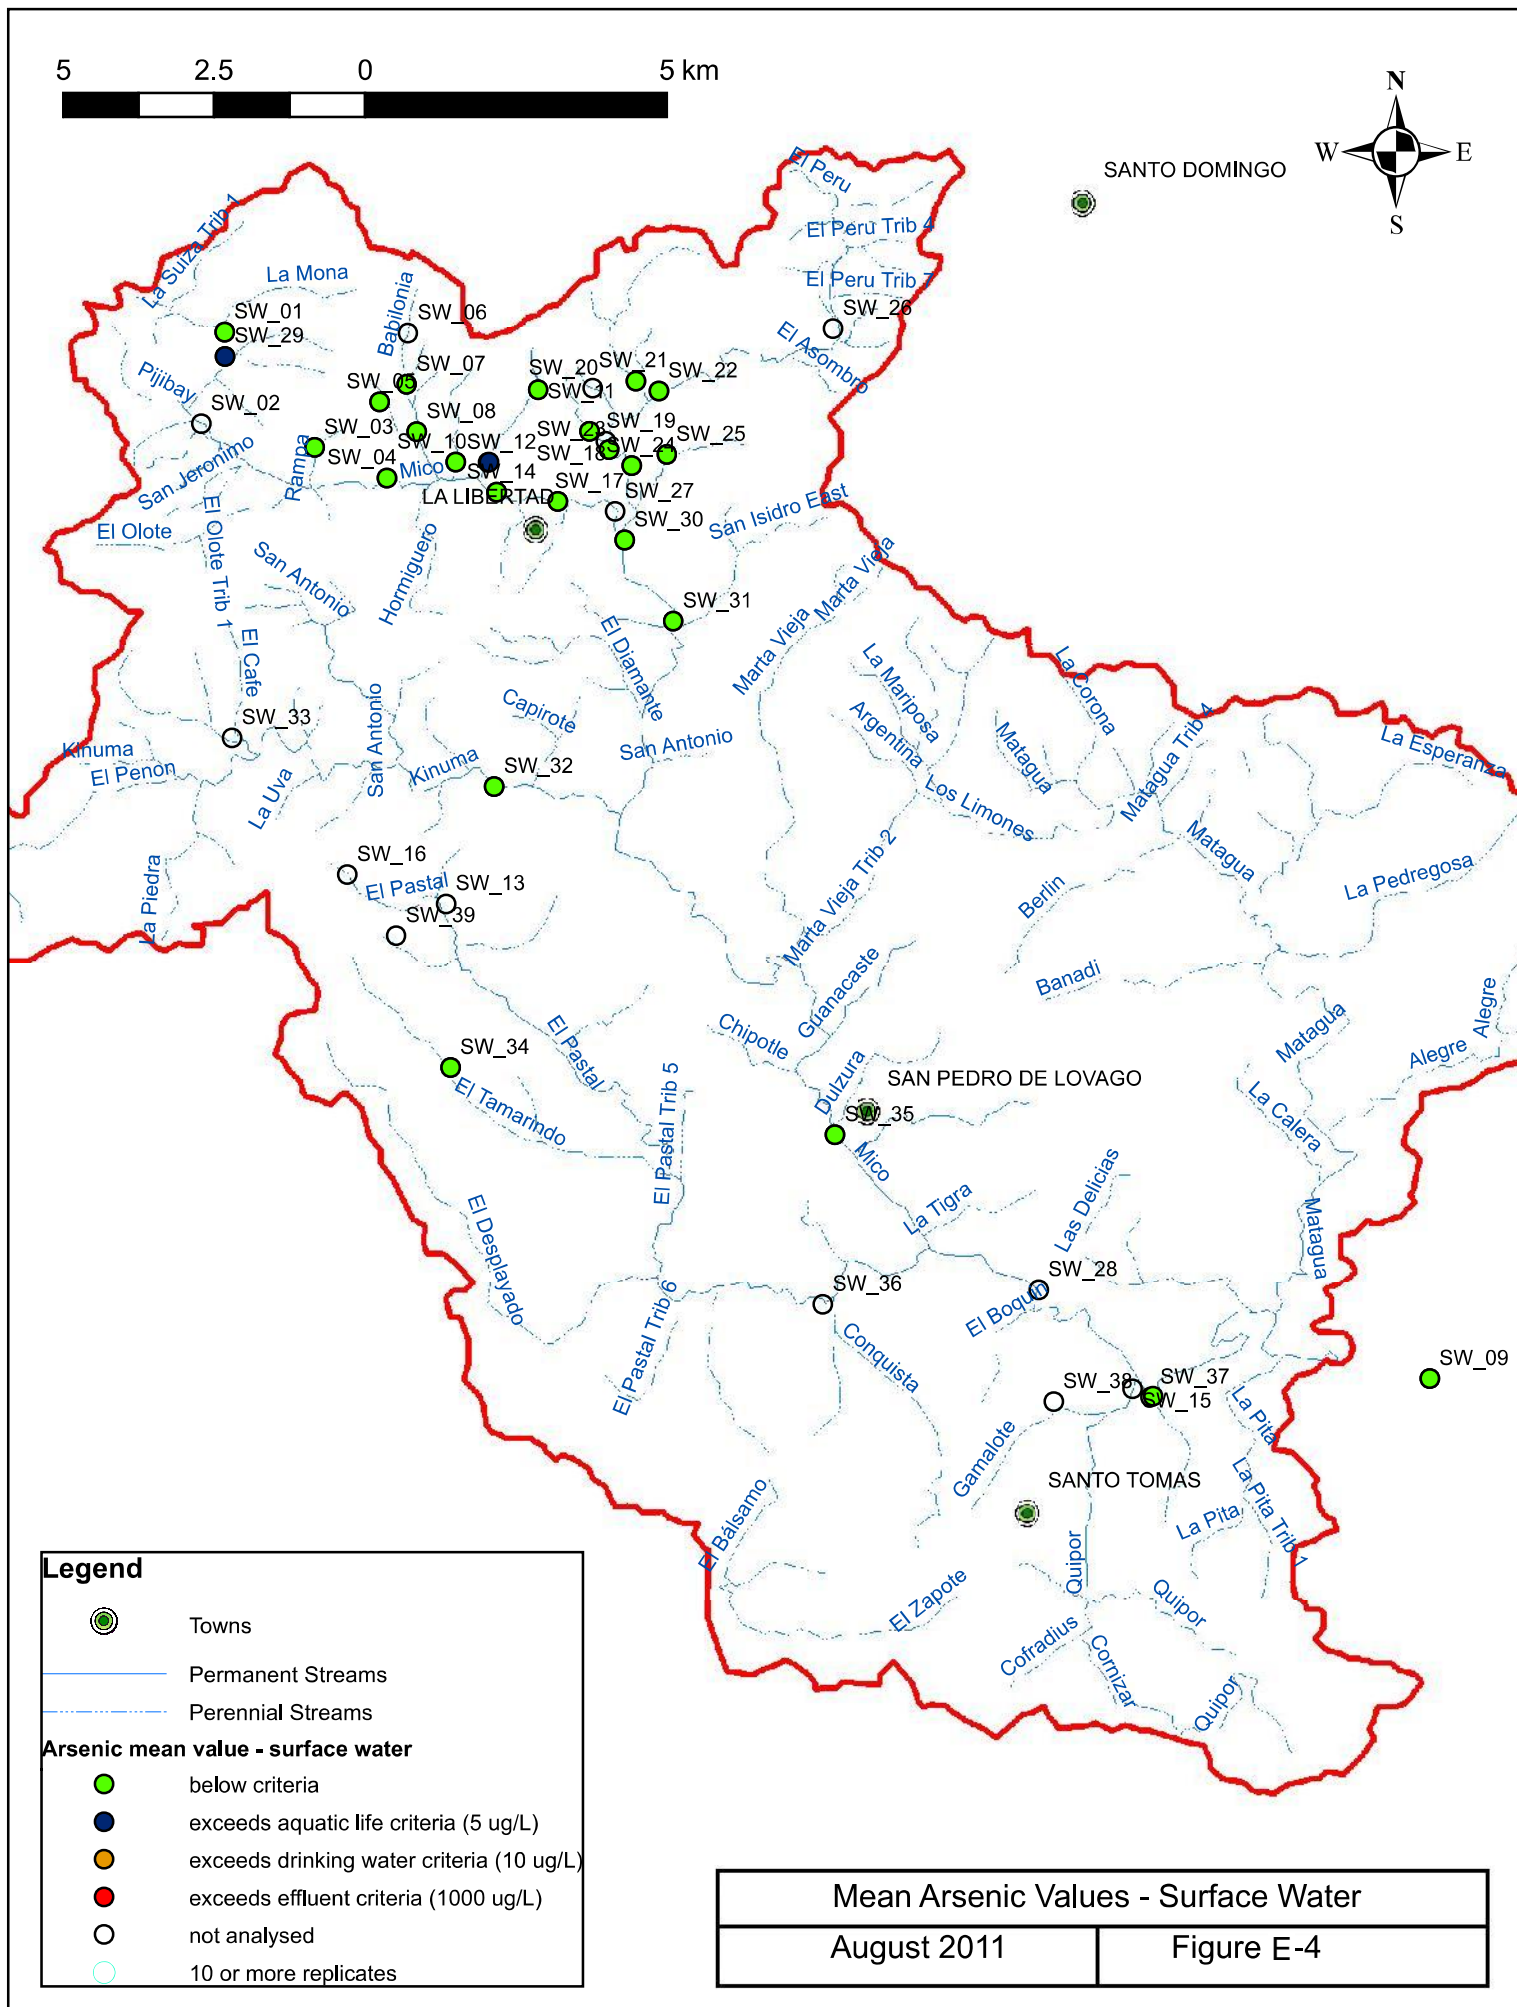 5 2.5 0 5 km
N
W E
S
SANTO DOMINGO
El Peru
El Peru Trib 4
El Peru Trib 7
La Suiza Trib 1
La Mona
Babilonia
SW_01
SW_29
SW_06
SW_26
El Asombro
Pijibay
SW_07
SW_05
SW_20
SW_21
SW_22
SW_11
SW_02
SW_03
SW_08
SW_23
SW_19
SW_25
San Jeronimo
Rampa
SW_04
SW_10
SW_12
SW_18
SW_24
Mico
SW_14
SW_17
LA LIBERTAD
SW_27
SW_30
San Isidro East
El Olote
El Olote Trib 1
San Antonio
Hormiguero
SW_31
Marta Vieja
Marta Vieja
El Diamante
El Cafe
La Mariposa
La Corona
San Antonio
Capirote
SW_33
Kinuma
El Penon
Kinuma
San Antonio
Argentina
Matagua
Matagua Trib 4
La Esperanza
La Uva
SW_32
Los Limones
Matagua
SW_16
El Pastal
SW_13
SW_39
La Piedra
Marta Vieja Trib 2
Berlin
La Pedregosa
Guanacaste
Banadi
Chipotle
El Pastal
Matagua
Alegre
Alegre
SW_34
El Tamarindo
El Pastal Trib 5
Dulzura
SAN PEDRO DE LOVAGO
SW_35
La Calera
Mico
El Desplayado
La Tigra
Las Delicias
Matagua
SW_36
SW_28
El Boquin
El Pastal Trib 6
Conquista
SW_09
SW_38
SW_37
SW_15
La Pita
Gamalote
SANTO TOMAS
La Pita
La Pita Trib 1
El Bálsamo
Quipor
El Zapote
Quipor
Cofradius
Cornizar
Quipor
Legend
Towns
Permanent Streams
Perennial Streams
Arsenic mean value - surface water
below criteria
exceeds aquatic life criteria (5 ug/L)
exceeds drinking water criteria (10 ug/L)
exceeds effluent criteria (1000 ug/L)
not analysed
10 or more replicates
Mean Arsenic Values - Surface Water
August 2011 Figure E-4